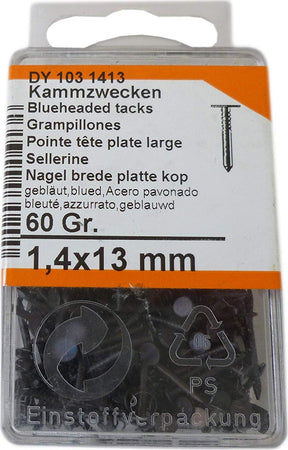 DY 103 1413
Kammzwecken
Blueheaded tacks
Grampillones
Pointe tête plate large
Sellerine
Nagel brede platte kop
gebläut,blued,Acero pavonado
bleuté,azzurrato,geblauwd
60 Gr.
1,4x13 mm
06
PS
Einstoffverpackung